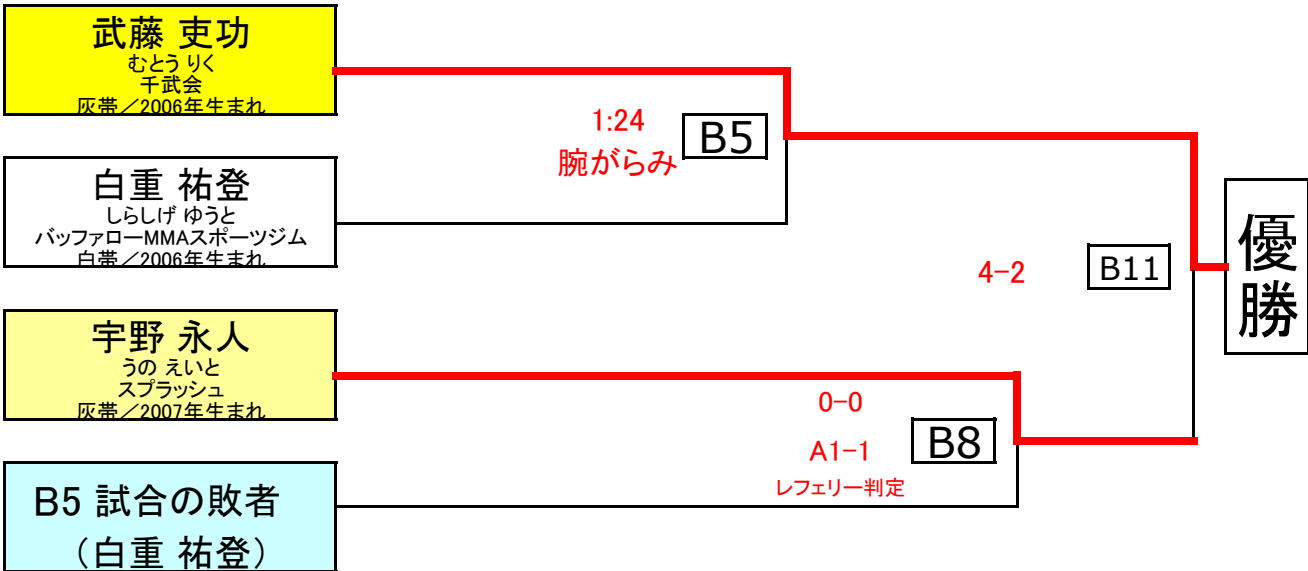 武藤 吏功
むとう りく
千武会
灰帯／2006年生まれ
1:24
腕がらみ
B5
白重 祐登
しらしげ ゆうと
バッファローMMAスポーツジム
白帯／2006年生まれ
4-2
B11
優勝
宇野 永人
うの えいと
スプラッシュ
灰帯／2007年生まれ
0-0
A1-1
レフェリー判定
B8
B5 試合の敗者
（白重 祐登）